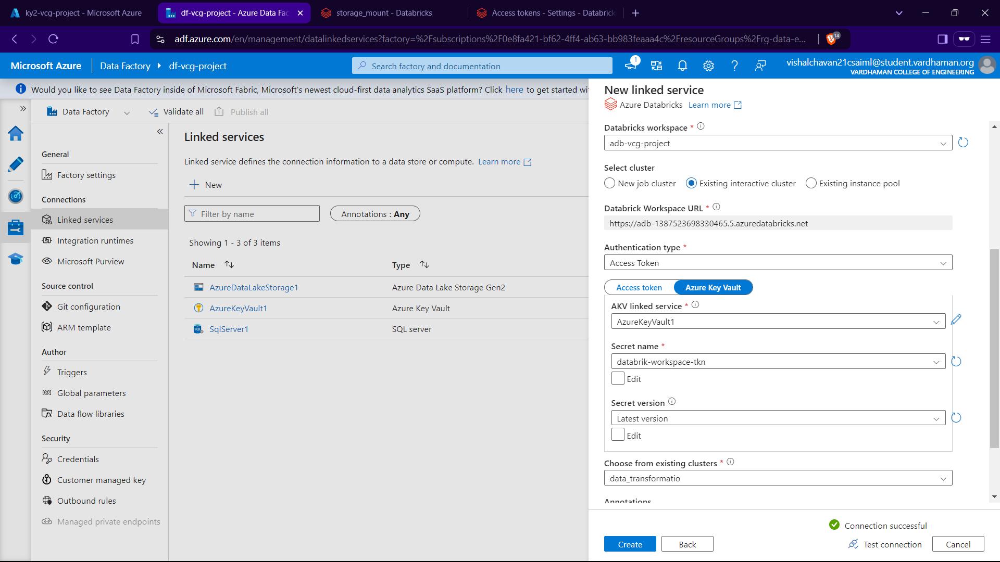 ky2-vcg-project - Microsoft Azure
df-vcg-project - Azure Data Fac
storage_mount - Databricks
Access tokens - Settings - Databrick
adf.azure.com/en/management/datalinkedservices?factory=%2Fsubscriptions%2F0e8fa421-bf62-4ff4-ab63-bb983feaaa4c%2FresourceGroups%2Frg-data-e...
14
Microsoft Azure
Data Factory
df-vcg-project
Search factory and documentation
1
vishalchavan21csaiml@student.vardhaman.org
VARDHAMAN COLLEGE OF ENGINEERING
Would you like to see Data Factory inside of Microsoft Fabric, Microsoft's newest cloud-first data analytics SaaS platform? Click here to get started wi
Data Factory
Validate all
Publish all
General
Factory settings
Connections
Linked services
Integration runtimes
Microsoft Purview
Source control
Git configuration
ARM template
Author
Triggers
Global parameters
Data flow libraries
Security
Credentials
Customer managed key
Outbound rules
Managed private endpoints
Linked services
Linked service defines the connection information to a data store or compute. Learn more
New
Filter by name
Annotations : Any
Showing 1 - 3 of 3 items
Name
Type
AzureDataLakeStorage1
Azure Data Lake Storage Gen2
AzureKeyVault1
Azure Key Vault
SQL
SqlServer1
SQL server
New linked service
Azure Databricks Learn more
Databricks workspace *
adb-vcg-project
Select cluster
New job cluster
Existing interactive cluster
Existing instance pool
Databrick Workspace URL *
https://adb-1387523698330465.5.azuredatabricks.net
Authentication type *
Access Token
Access token
Azure Key Vault
AKV linked service *
AzureKeyVault1
Secret name *
databrik-workspace-tkn
Edit
Secret version
Latest version
Edit
Choose from existing clusters *
data_transformatio
Annotations
Connection successful
Create
Back
Test connection
Cancel